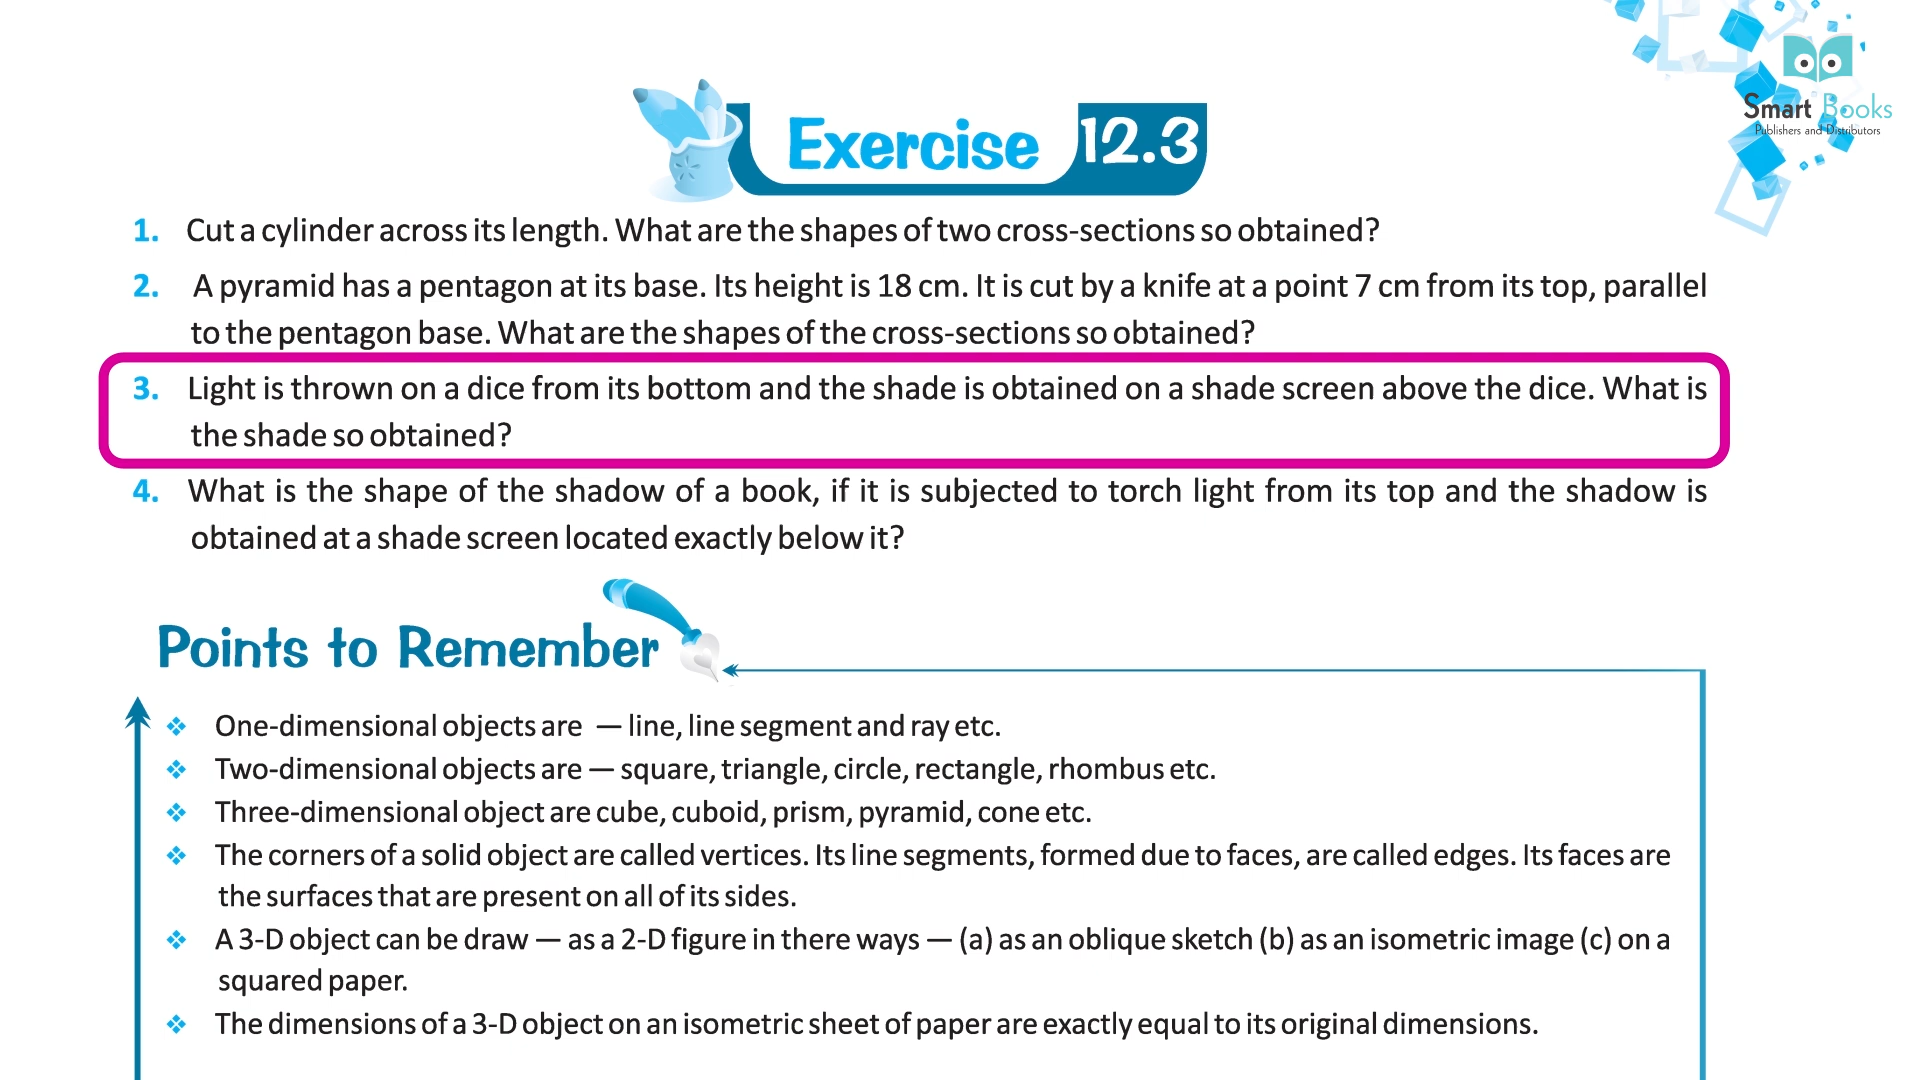 Smart Books
Publishers and Distributors
Exercise 12.3
1. Cut a cylinder across its length. What are the shapes of two cross-sections so obtained?
2. A pyramid has a pentagon at its base. Its height is 18 cm. It is cut by a knife at a point 7 cm from its top, parallel
to the pentagon base. What are the shapes of the cross-sections so obtained?
3. Light is thrown on a dice from its bottom and the shade is obtained on a shade screen above the dice. What is
the shade so obtained?
4. What is the shape of the shadow of a book, if it is subjected to torch light from its top and the shadow is
obtained at a shade screen located exactly below it?
Points to Remember
❖ One-dimensional objects are — line, line segment and ray etc.
❖ Two-dimensional objects are — square, triangle, circle, rectangle, rhombus etc.
❖ Three-dimensional object are cube, cuboid, prism, pyramid, cone etc.
❖ The corners of a solid object are called vertices. Its line segments, formed due to faces, are called edges. Its faces are
the surfaces that are present on all of its sides.
❖ A 3-D object can be draw — as a 2-D figure in there ways — (a) as an oblique sketch (b) as an isometric image (c) on a
squared paper.
❖ The dimensions of a 3-D object on an isometric sheet of paper are exactly equal to its original dimensions.